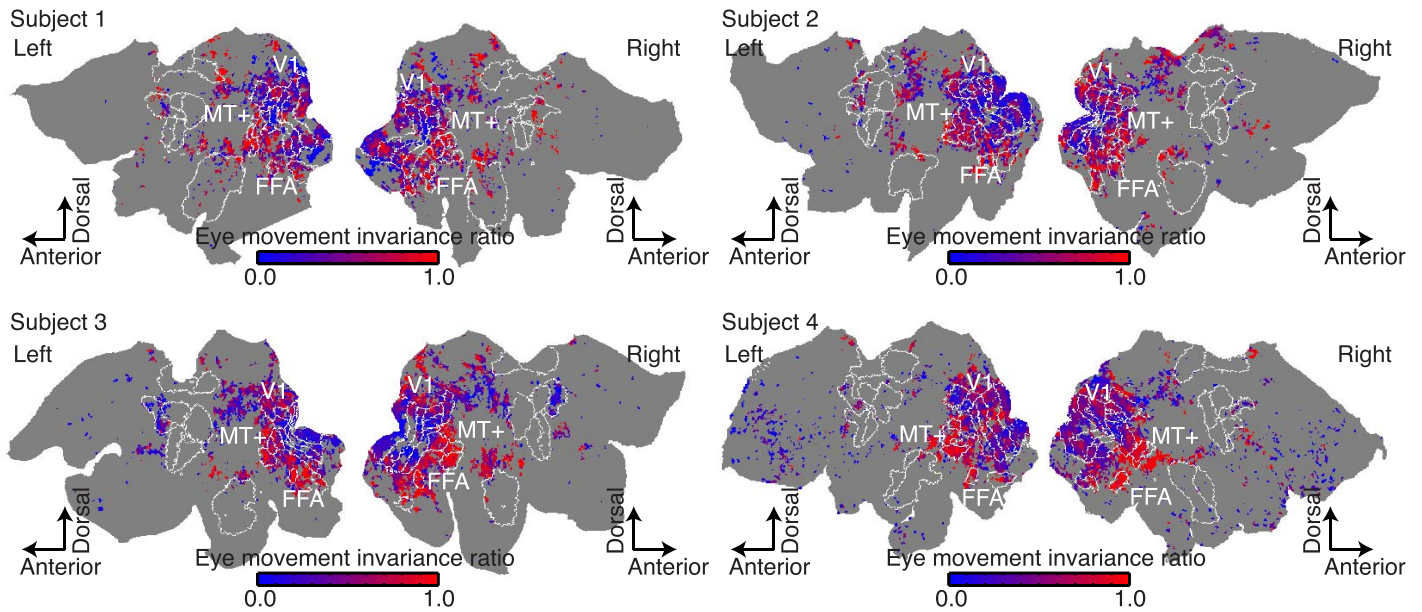 Subject 1
Left
Right
V1
V1
MT+
MT+
FFA
FFA
Dorsal
Dorsal
Eye movement invariance ratio
Anterior
Anterior
0.0
1.0
Subject 2
Left
Right
V1
V1
MT+
MT+
FFA
FFA
Dorsal
Dorsal
Eye movement invariance ratio
Anterior
Anterior
0.0
1.0
Subject 3
Left
Right
V1
V1
MT+
MT+
FFA
FFA
Dorsal
Dorsal
Eye movement invariance ratio
Anterior
Anterior
0.0
1.0
Subject 4
Left
Right
V1
V1
MT+
MT+
FFA
FFA
Dorsal
Dorsal
Eye movement invariance ratio
Anterior
Anterior
0.0
1.0